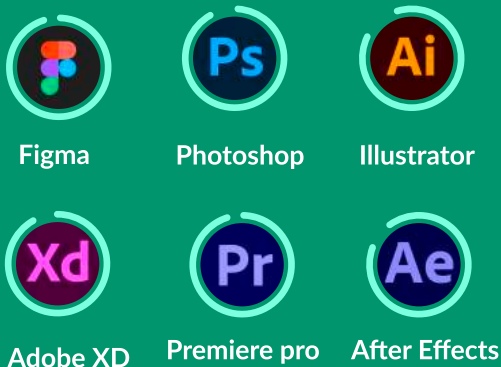 Ps Ai
Figma Photoshop Illustrator
Xd Pr Ae
Adobe XD Premiere pro After Effects